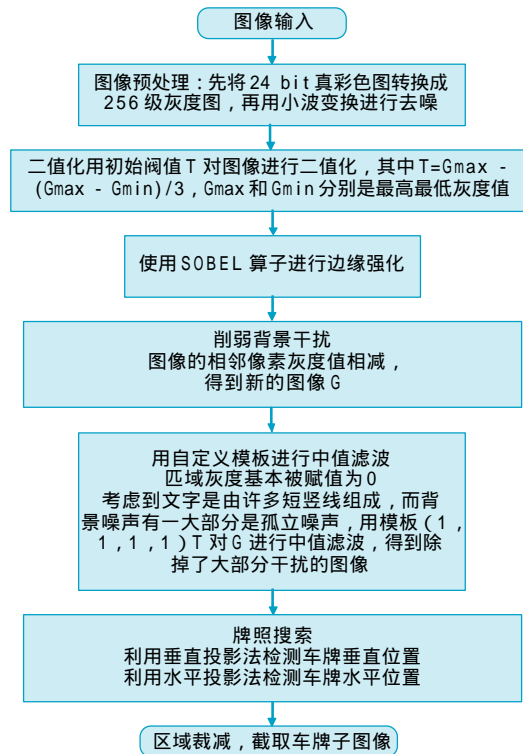 图像输入
图像预处理：先将24 bit真彩色图转换成
256级灰度图，再用小波变换进行去噪
二值化用初始阀值T对图像进行二值化，其中T=Gmax -
(Gmax - Gmin)/3，Gmax和Gmin分别是最高最低灰度值
使用SOBEL算子进行边缘强化
削弱背景干扰
图像的相邻像素灰度值相减，
得到新的图像G
用自定义模板进行中值滤波
匹域灰度基本被赋值为0
考虑到文字是由许多短竖线组成，而背
景噪声有一大部分是孤立噪声，用模板（1，
1，1，1）T对G进行中值滤波，得到除
掉了大部分干扰的图像
牌照搜索
利用垂直投影法检测车牌垂直位置
利用水平投影法检测车牌水平位置
区域裁减，截取车牌子图像